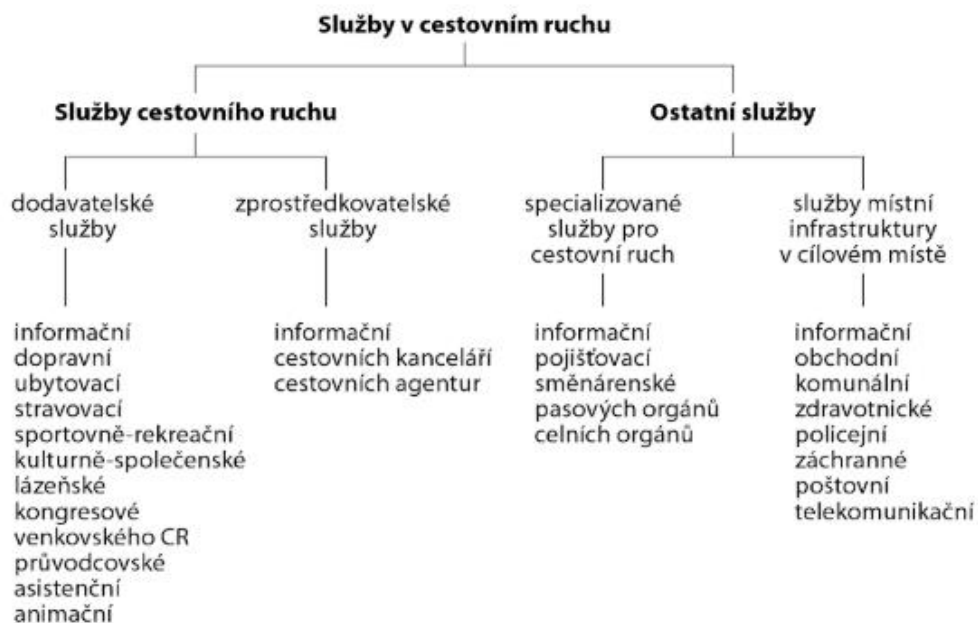 Služby v cestovním ruchu
Služby cestovního ruchu
Ostatní služby
dodavatelské
služby
zprostředkovatelské
služby
specializované
služby pro
cestovní ruch
služby místní
infrastruktury
v cílovém místě
informační
dopravní
ubytovací
stravovací
sportovně-rekreační
kulturně-společenské
lázeňské
kongresové
venkovského CR
průvodcovské
asistenční
animační
informační
cestovních kanceláří
cestovních agentur
informační
pojišťovací
směnárenské
pasových orgánů
celních orgánů
informační
obchodní
komunální
zdravotnické
policejní
záchranné
poštovní
telekomunikační